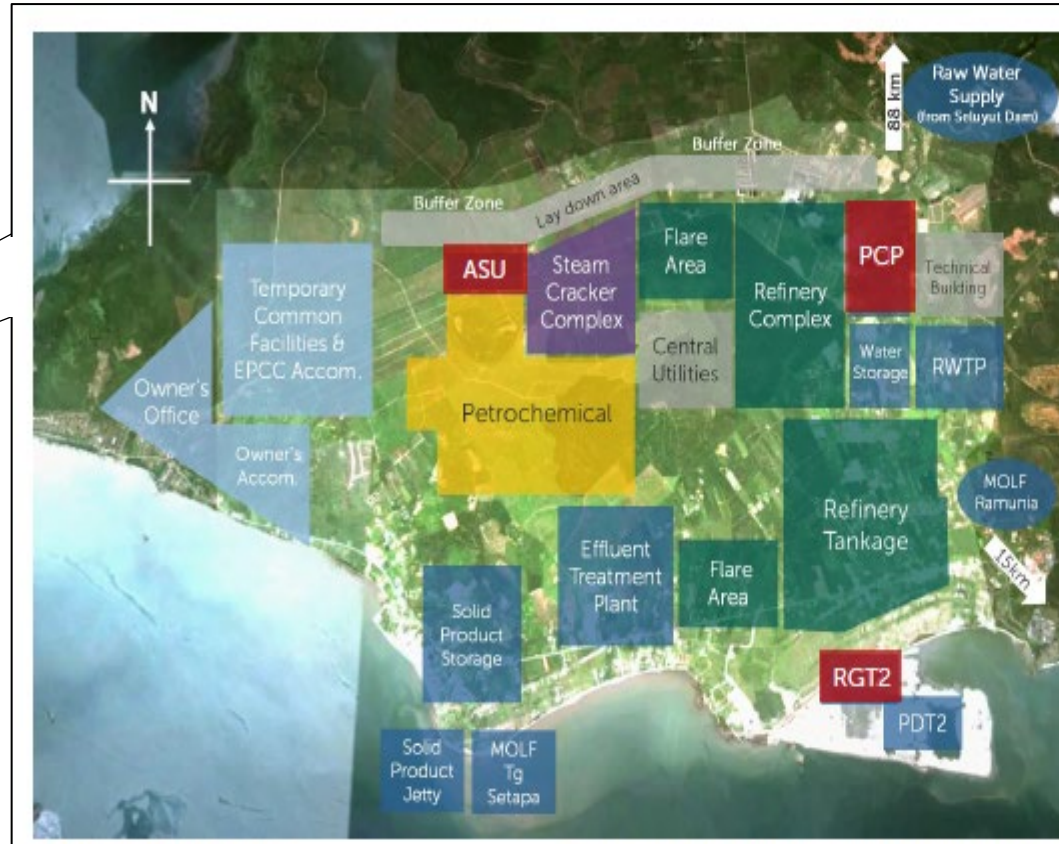 N
88 km
Raw Water
Supply
(from Seluyut Dam)
Buffer Zone
Buffer Zone
Lay down area
ASU
Steam
Cracker
Complex
Flare
Area
Refinery
Complex
PCP
Technical
Building
Temporary
Common
Facilities &
EPCC Accom.
Owner's
Office
Owner's
Accom.
Petrochemical
Central
Utilities
Water
Storage
RWTP
MOLF
Ramunia
15km
Refinery
Tankage
Effluent
Treatment
Plant
Flare
Area
Solid
Product
Storage
RGT2
PDT2
Solid
Product
Jetty
MOLF
Tg
Setapa